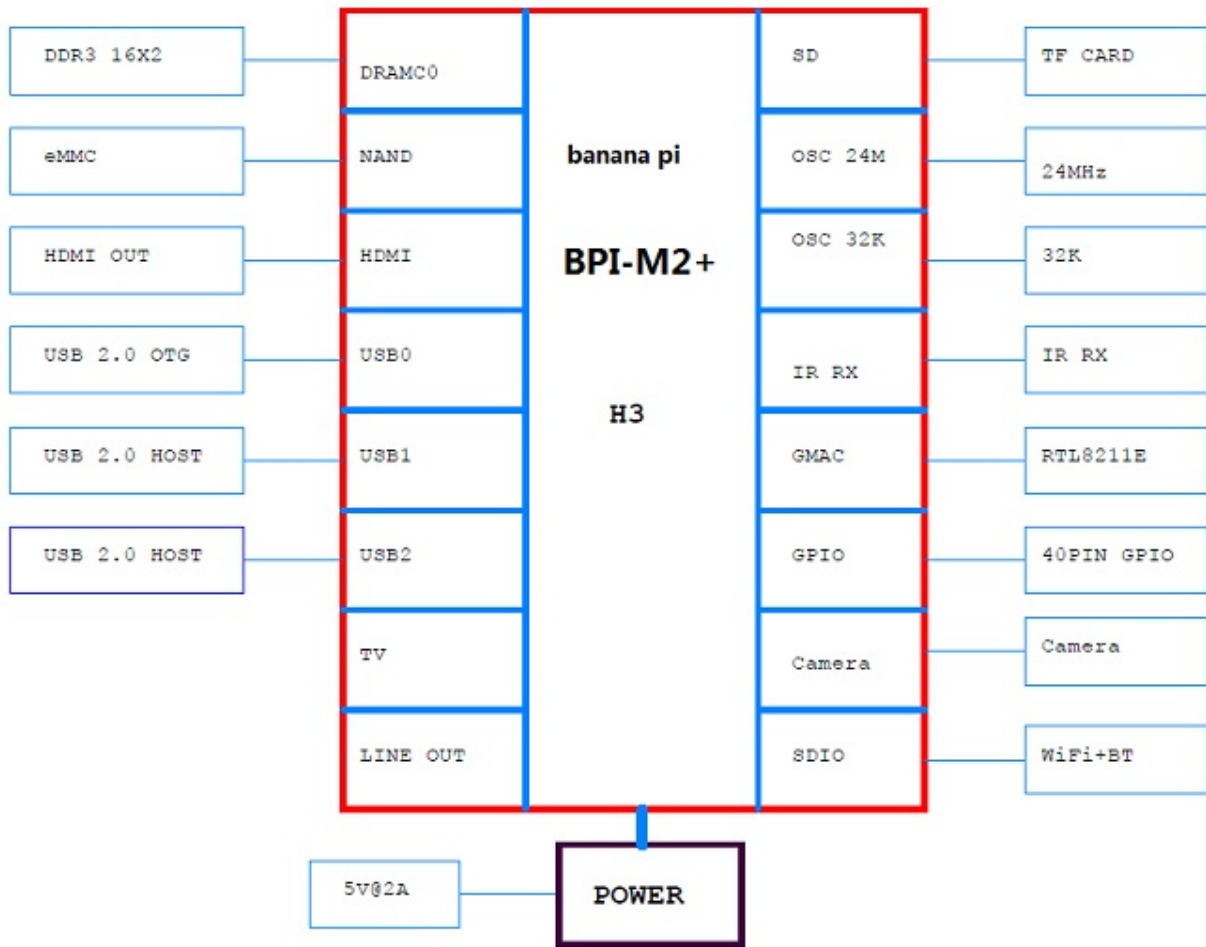 DDR3 16X2
DRAMC0
SD
TF CARD
eMMC
NAND
banana pi
OSC 24M
24MHz
HDMI OUT
HDMI
BPI-M2+
OSC 32K
32K
USB 2.0 OTG
USB0
IR RX
IR RX
H3
USB 2.0 HOST
USB1
GMAC
RTL8211E
USB 2.0 HOST
USB2
GPIO
40PIN GPIO
TV
Camera
Camera
LINE OUT
SDIO
WiFi+BT
5V@2A
POWER